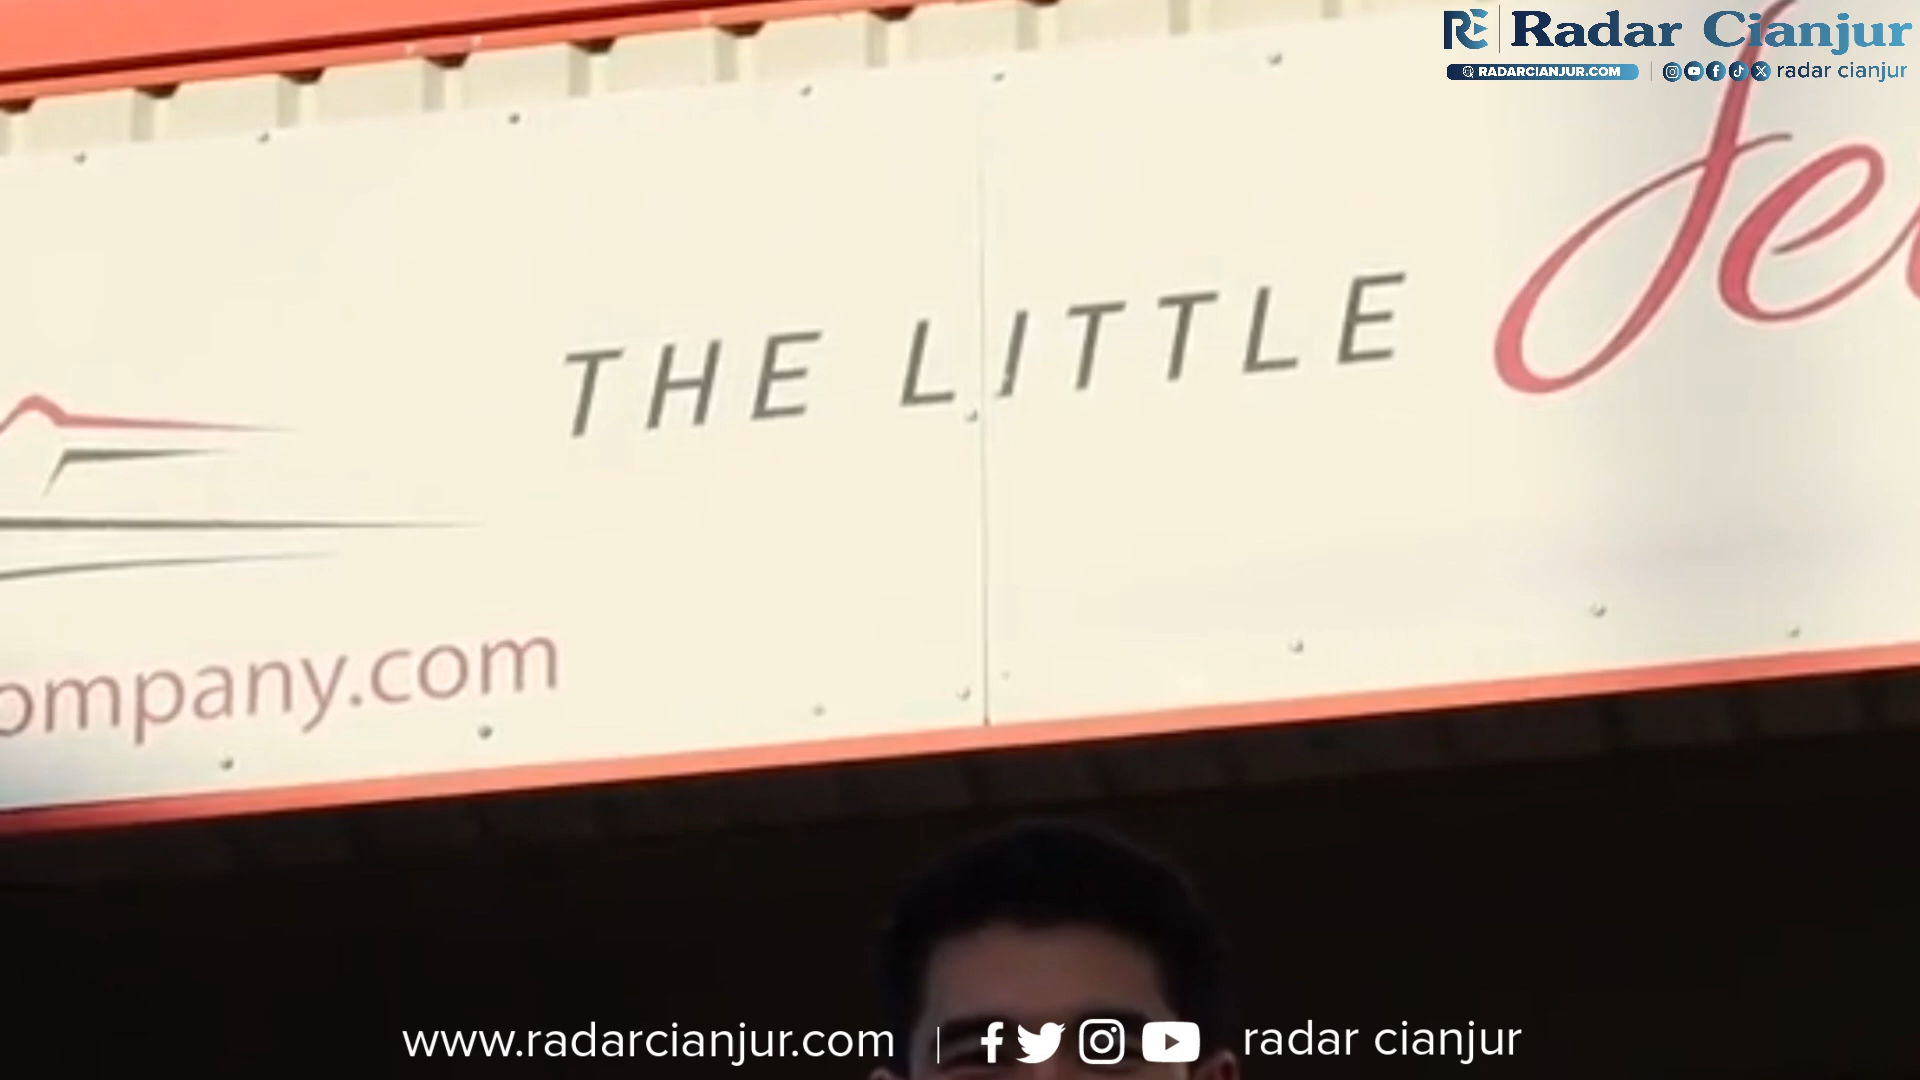 Radar Cianjur
RADARCIANJUR.COM
radar cianjur
THE LITTLE
ompany.com
www.radarcianjur.com
radar cianjur